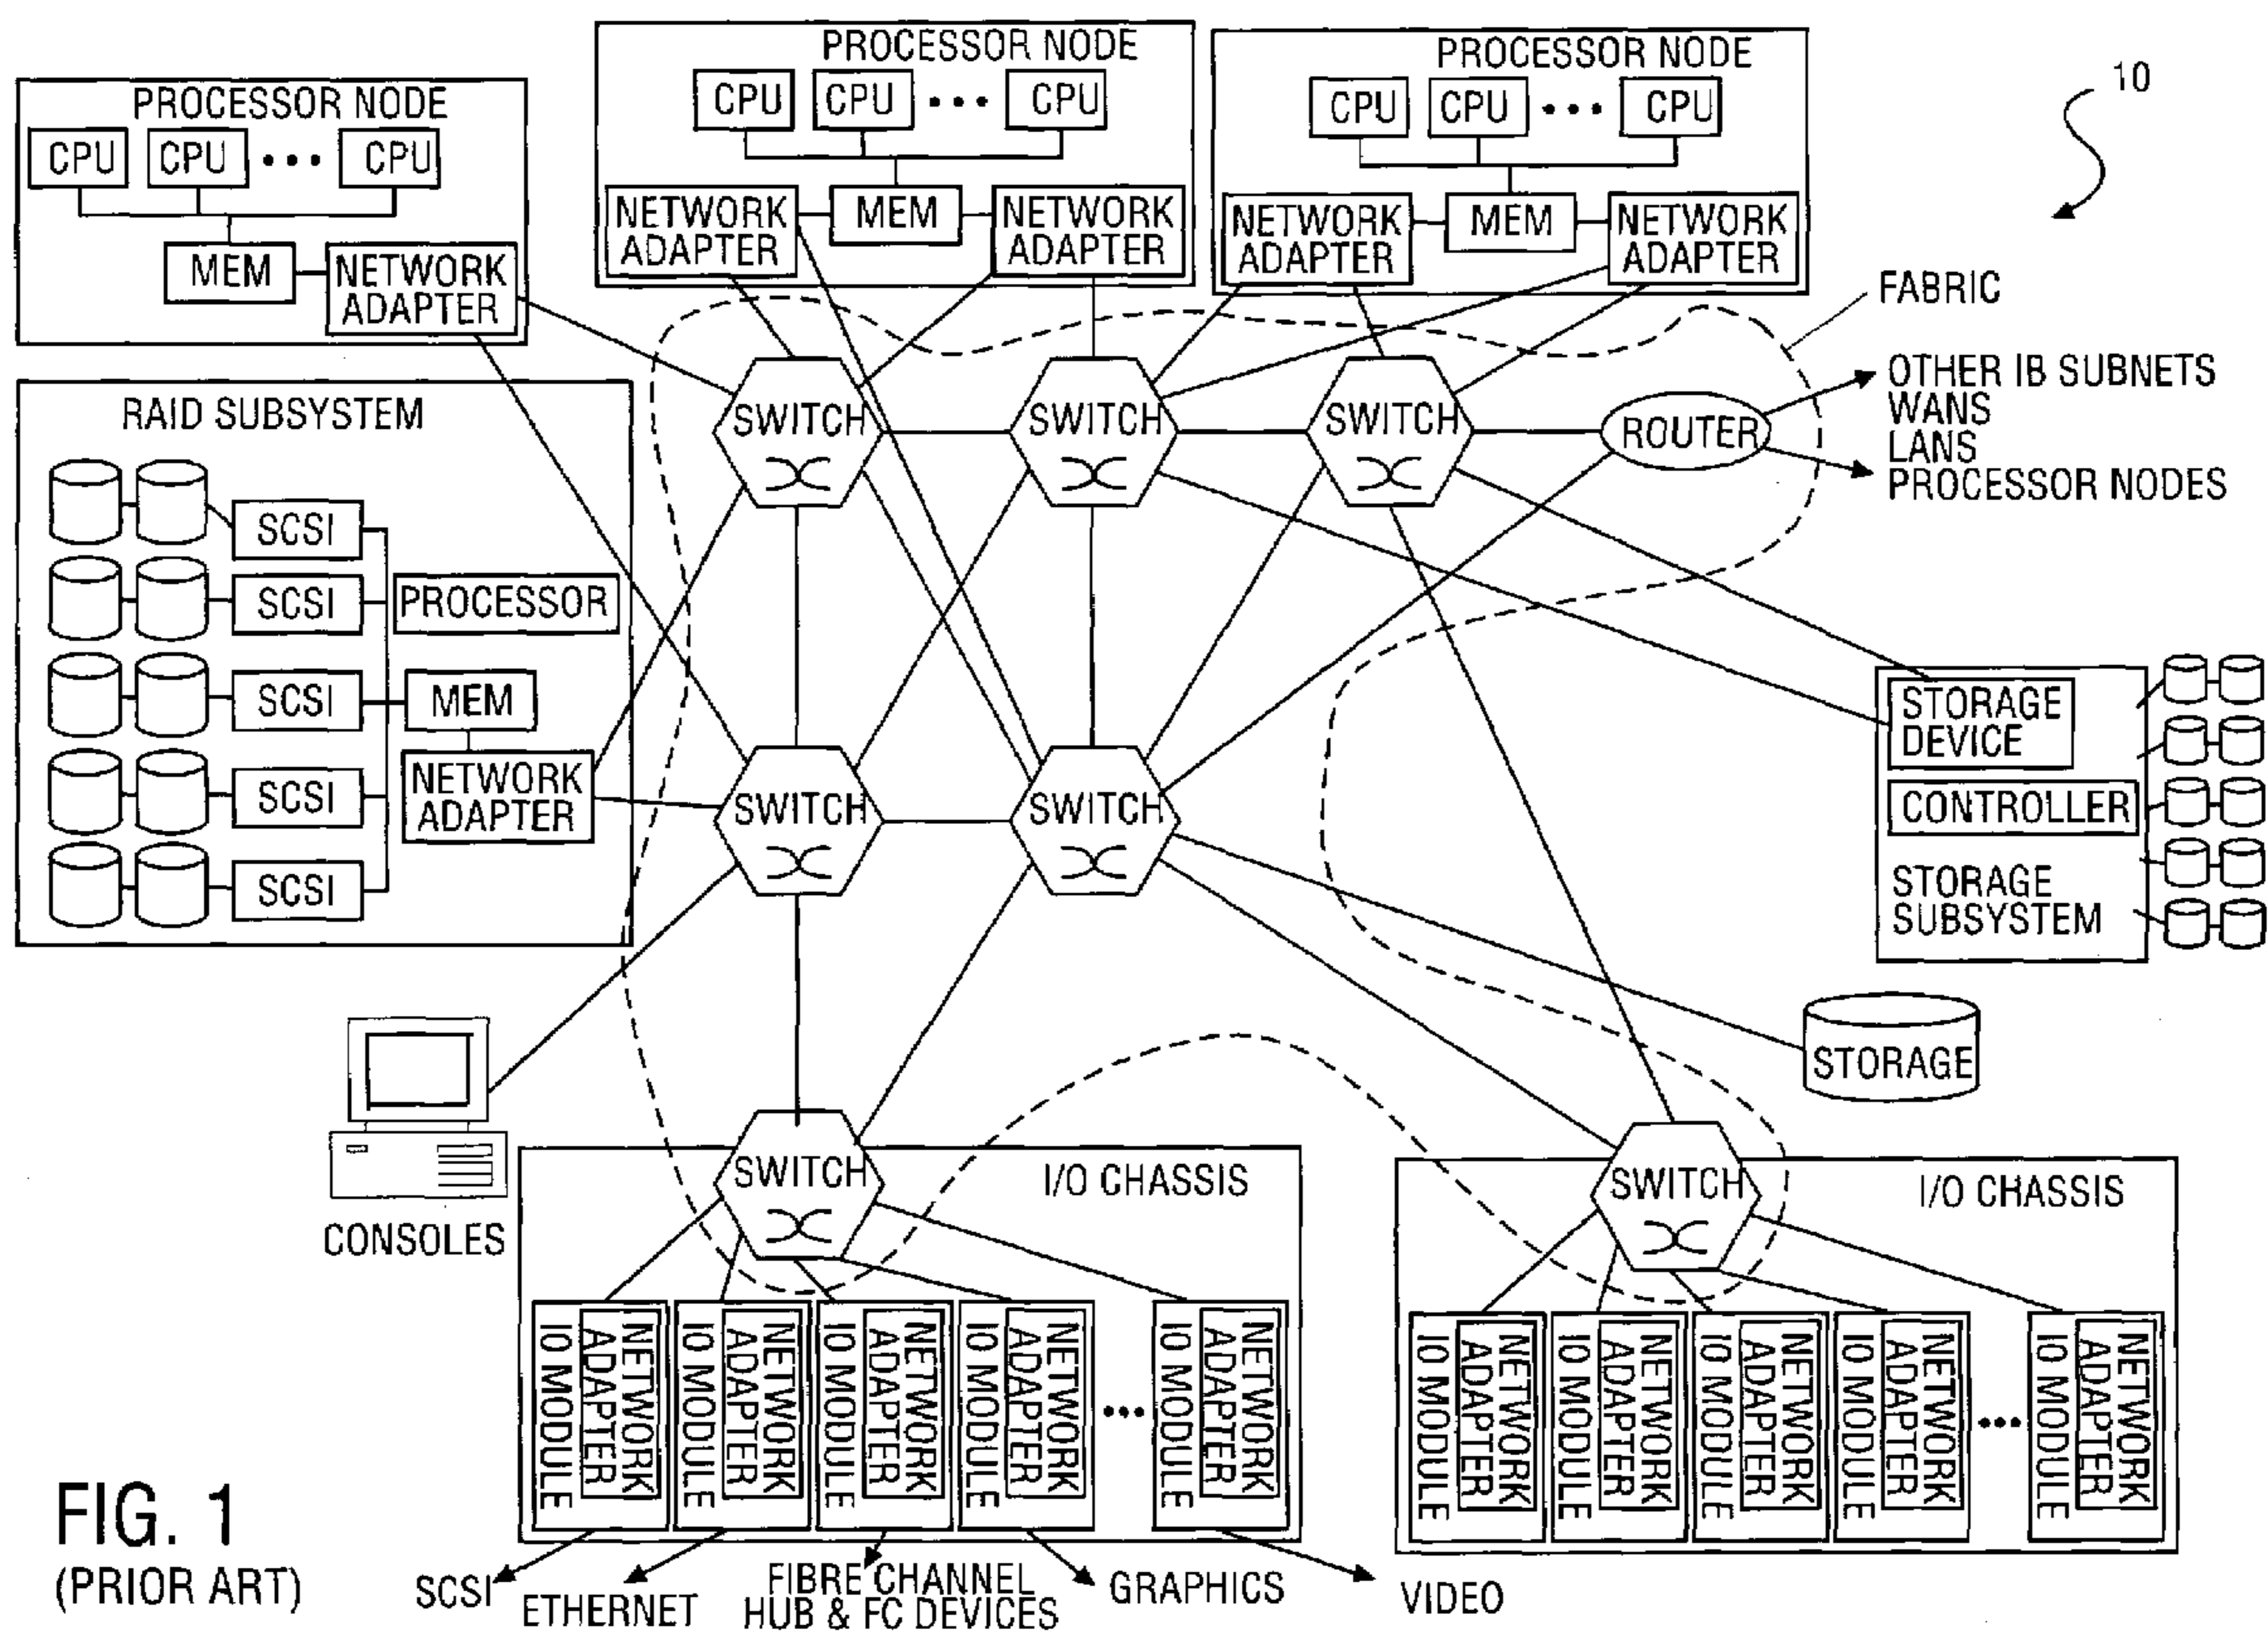 PROCESSOR NODE
CPU CPU ••• CPU
MEM
NETWORK
ADAPTER
PROCESSOR NODE
CPU CPU ••• CPU
NETWORK
ADAPTER
MEM
NETWORK
ADAPTER
PROCESSOR NODE
CPU CPU ••• CPU
NETWORK
ADAPTER
MEM
NETWORK
ADAPTER
10
FABRIC
RAID SUBSYSTEM
SCSI
SCSI
PROCESSOR
SCSI
MEM
SCSI
NETWORK
ADAPTER
SCSI
SWITCH
SWITCH
SWITCH
ROUTER
OTHER IB SUBNETS
WANS
LANS
PROCESSOR NODES
SWITCH
SWITCH
STORAGE
DEVICE
CONTROLLER
STORAGE
SUBSYSTEM
STORAGE
CONSOLES
SWITCH
I/O CHASSIS
IO MODULE
NETWORK
ADAPTER
IO MODULE
NETWORK
ADAPTER
IO MODULE
NETWORK
ADAPTER
IO MODULE
NETWORK
ADAPTER
•••
IO MODULE
NETWORK
ADAPTER
SWITCH
I/O CHASSIS
IO MODULE
NETWORK
ADAPTER
IO MODULE
NETWORK
ADAPTER
IO MODULE
NETWORK
ADAPTER
IO MODULE
NETWORK
ADAPTER
•••
IO MODULE
NETWORK
ADAPTER
SCSI
ETHERNET
FIBRE CHANNEL
HUB & FC DEVICES
GRAPHICS
VIDEO
FIG. 1
(PRIOR ART)